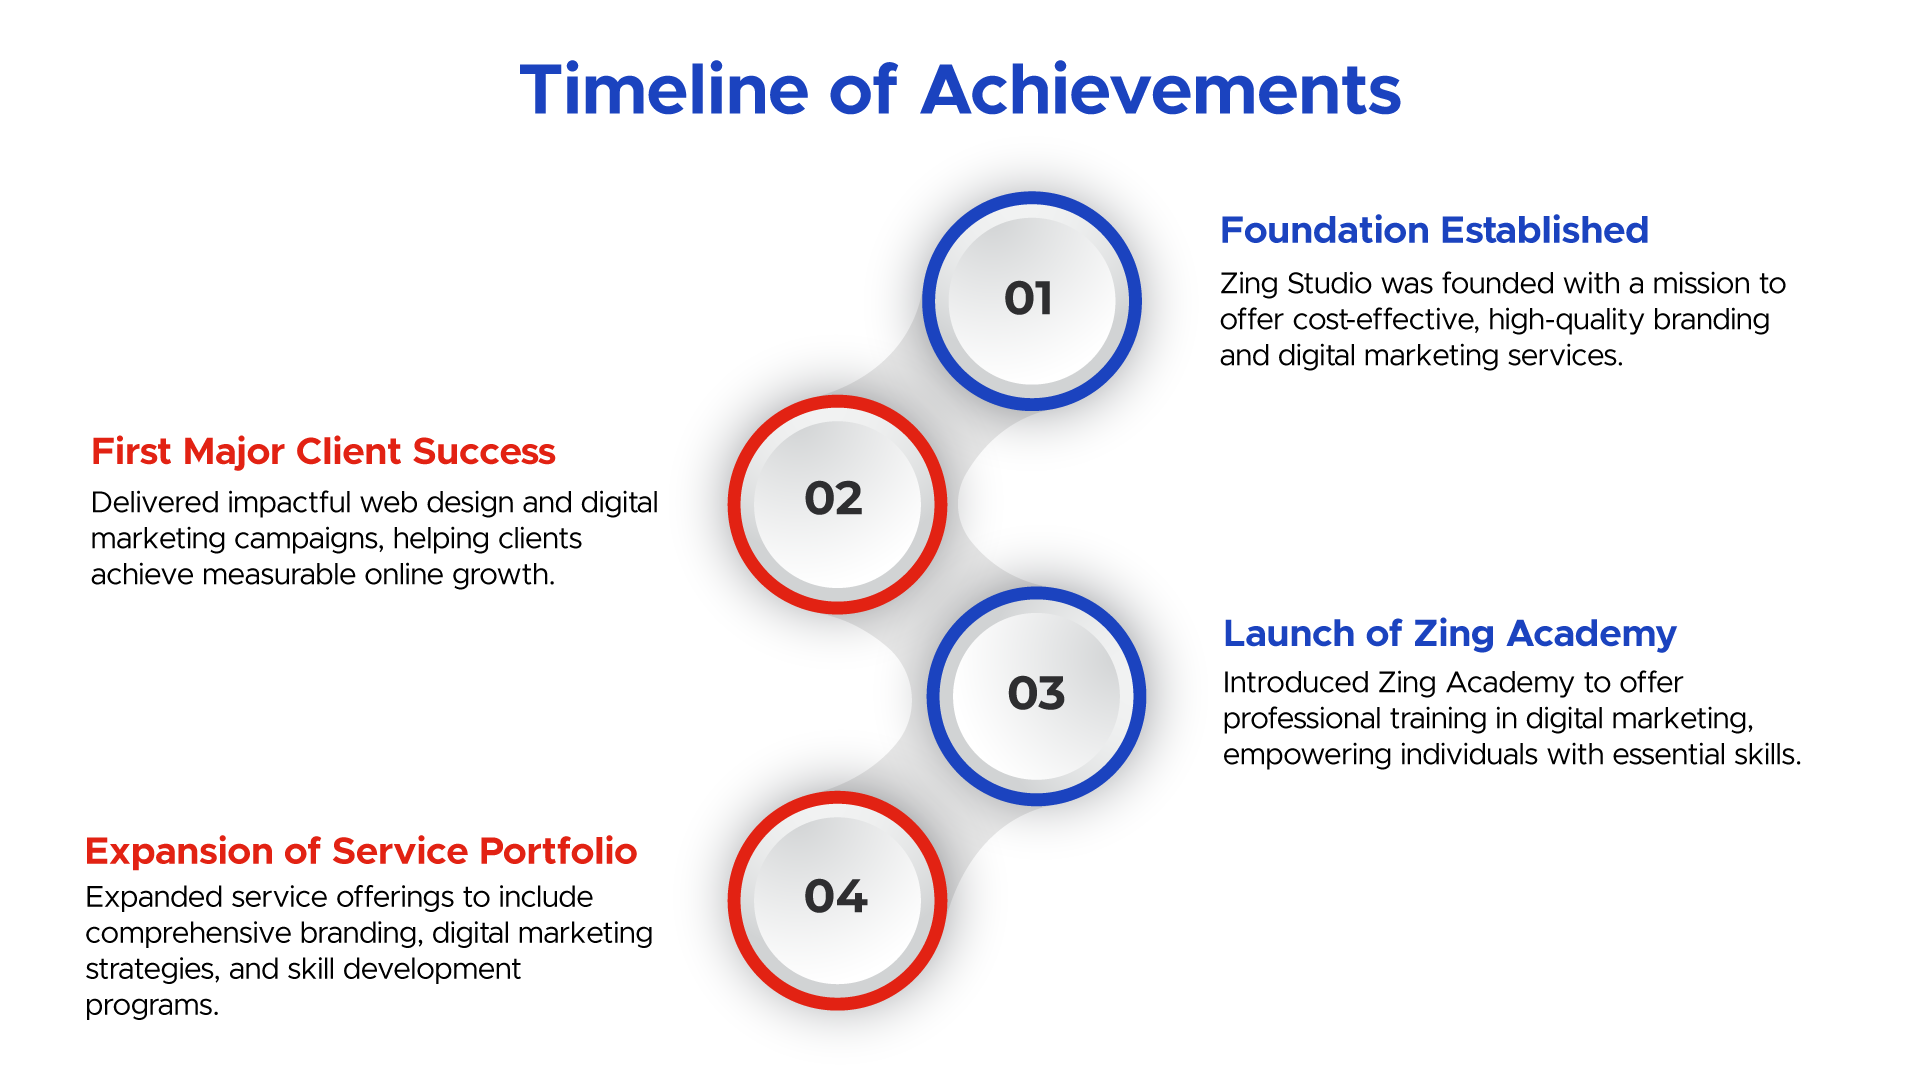 Timeline of Achievements
01
Foundation Established
Zing Studio was founded with a mission to
offer cost-effective, high-quality branding
and digital marketing services.
02
First Major Client Success
Delivered impactful web design and digital
marketing campaigns, helping clients
achieve measurable online growth.
03
Launch of Zing Academy
Introduced Zing Academy to offer
professional training in digital marketing,
empowering individuals with essential skills.
04
Expansion of Service Portfolio
Expanded service offerings to include
comprehensive branding, digital marketing
strategies, and skill development
programs.